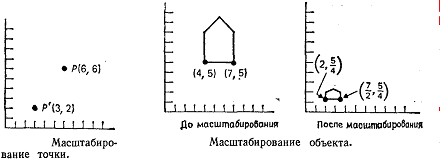 P(6, 6)
P'(3, 2)
Масштабиро-
вание точки.
(4, 5) (7, 5)
До масштабирования
(2, 5/4)
(7/2, 5/4)
После масштабирования
Масштабирование объекта.